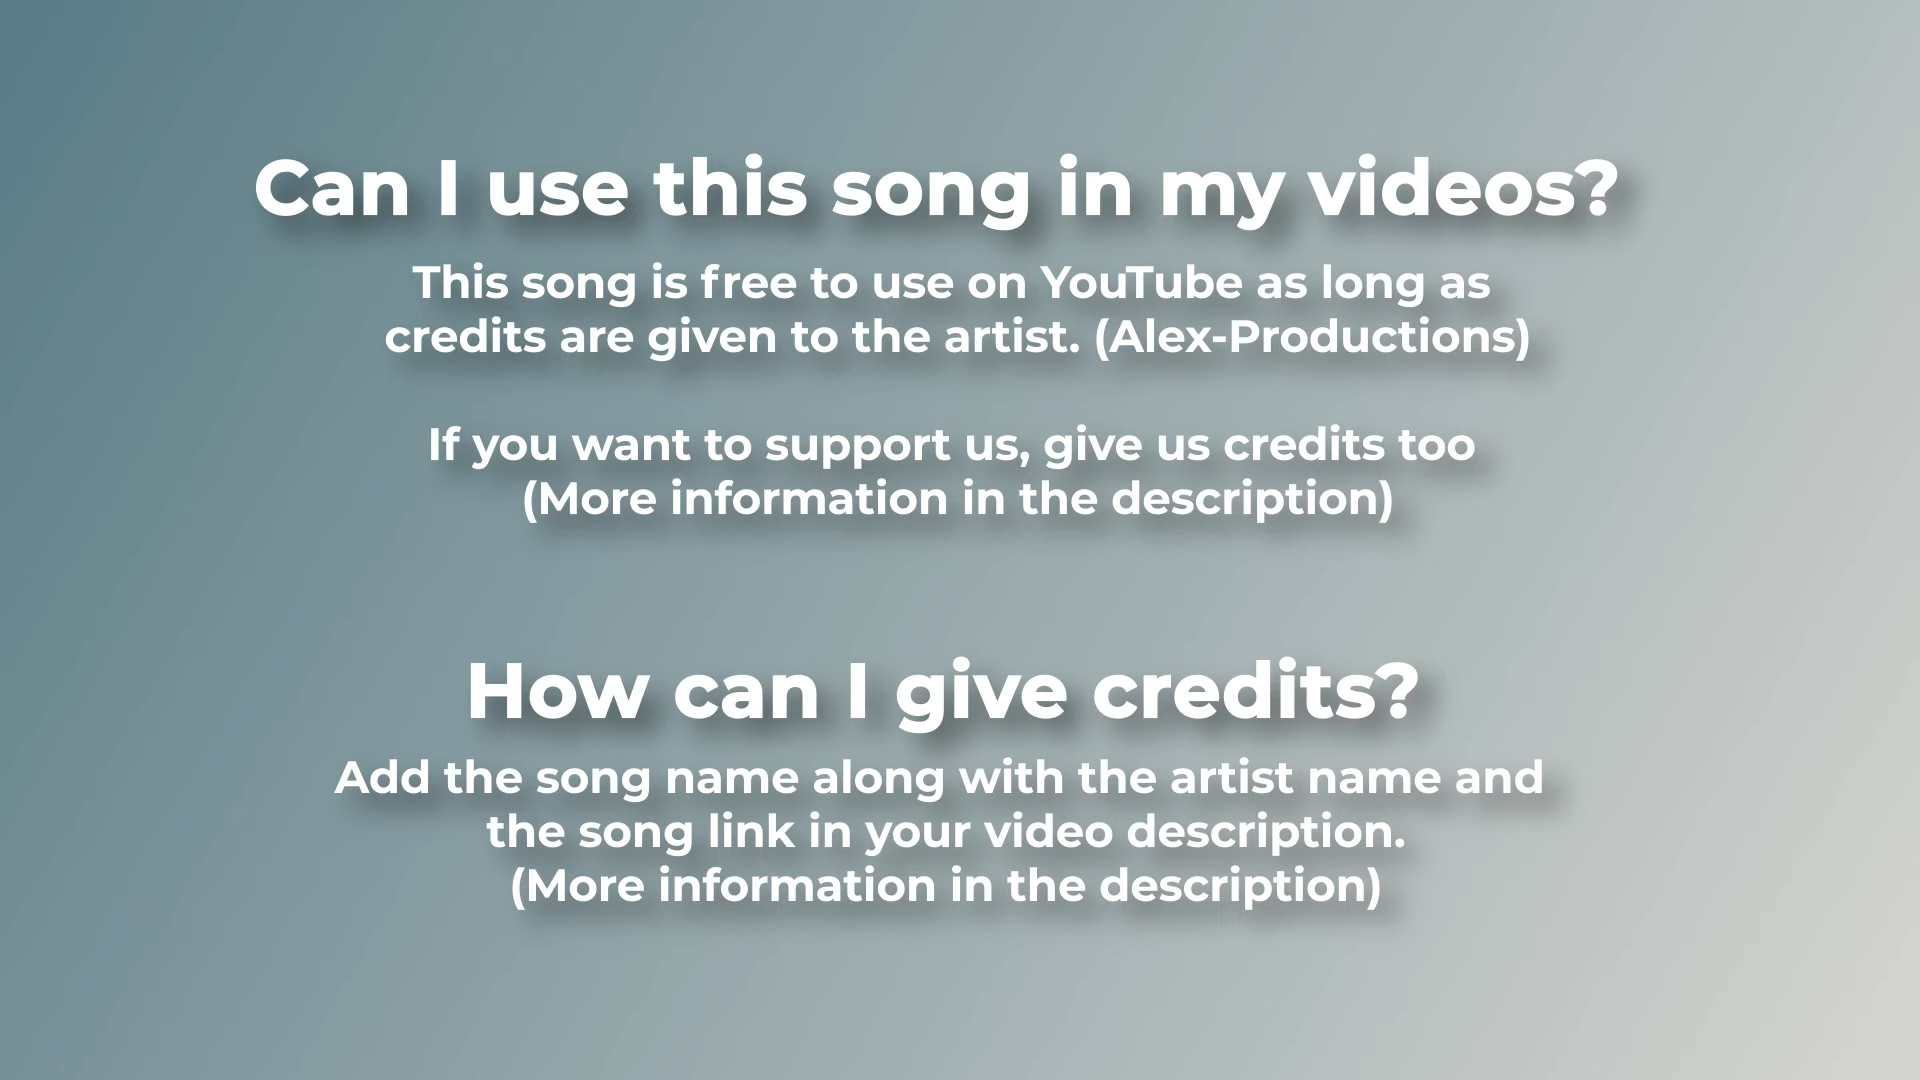 Can I use this song in my videos?
This song is free to use on YouTube as long as
credits are given to the artist. (Alex-Productions)
If you want to support us, give us credits too
(More information in the description)
How can I give credits?
Add the song name along with the artist name and
the song link in your video description.
(More information in the description)